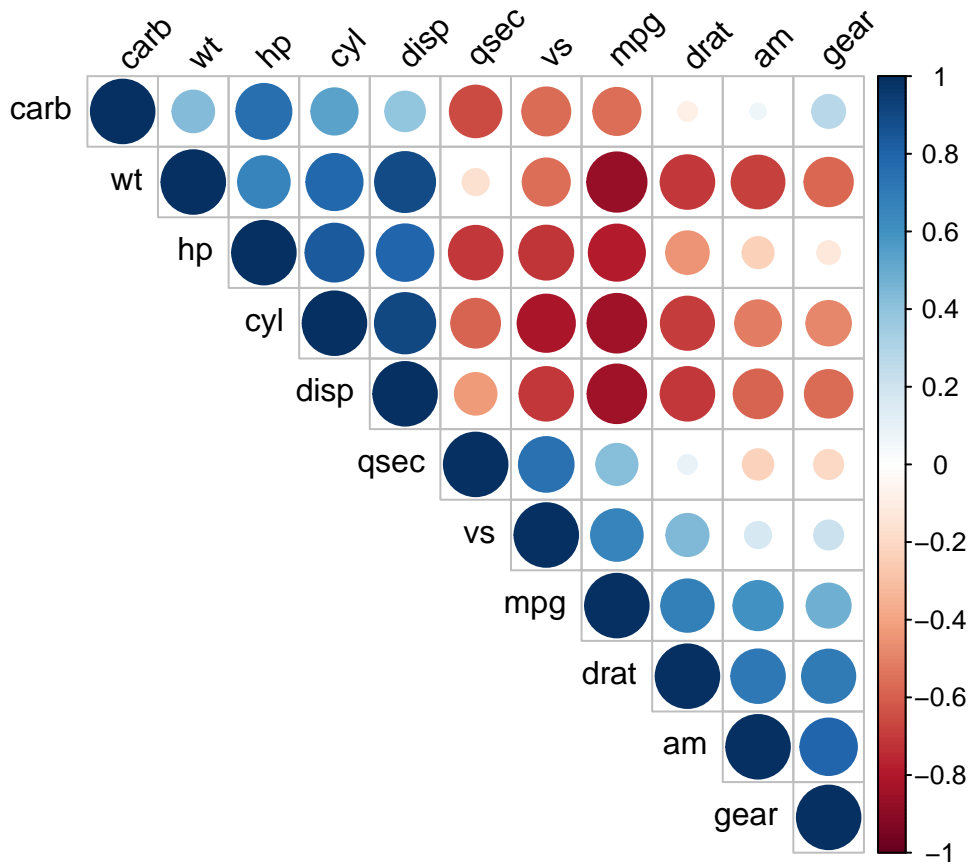 carb wt hp cyl disp qsec vs mpg drat am gear
carb
wt
hp
cyl
disp
qsec
vs
mpg
drat
am
gear
1
0.8
0.6
0.4
0.2
0
−0.2
−0.4
−0.6
−0.8
−1